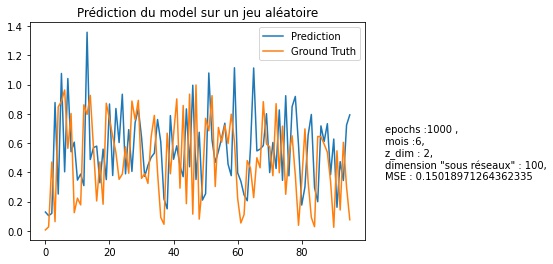 Prédiction du model sur un jeu aléatoire
Prediction
Ground Truth
1.4
1.2
1.0
0.8
0.6
0.4
0.2
0.0
0
20
40
60
80
epochs :1000 ,
mois :6,
z_dim : 2,
dimension "sous réseaux" : 100,
MSE : 0.15018971264362335